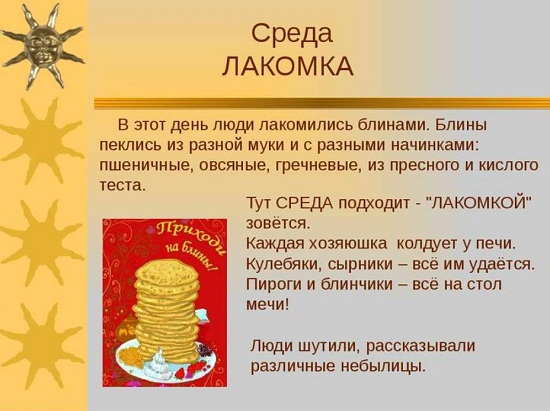 Среда
ЛАКОМКА
В этот день люди лакомились блинами. Блины
пеклись из разной муки и с разными начинками:
пшеничные, овсяные, гречневые, из пресного и кислого
теста.
Тут СРЕДА подходит - "ЛАКОМКОЙ"
зовётся.
Каждая хозяюшка колдует у печи.
Кулебяки, сырники – всё им удаётся.
Пироги и блинчики – всё на стол
мечи!
Приходи
на блины!
Люди шутили, рассказывали
различные небылицы.